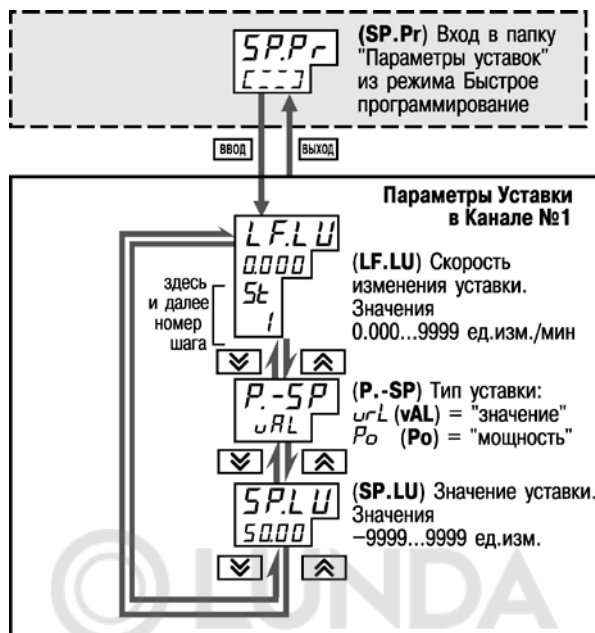 SP.Pr
[---]
(SP.Pr) Вход в папку
"Параметры уставок"
из режима Быстрое
программирование
ВВОД
ВЫХОД
Параметры Уставки
в Канале №1
LF.LU
0.000
St
1
здесь
и далее
номер
шага
(LF.LU) Скорость
изменения уставки.
Значения
0.000...9999 ед.изм./мин
P.-SP
vAL
(P.-SP) Тип уставки:
vrL (vAL) = "значение"
Po (Po) = "мощность"
SP.LU
50.00
(SP.LU) Значение уставки.
Значения
–9999...9999 ед.изм.
LUNDA